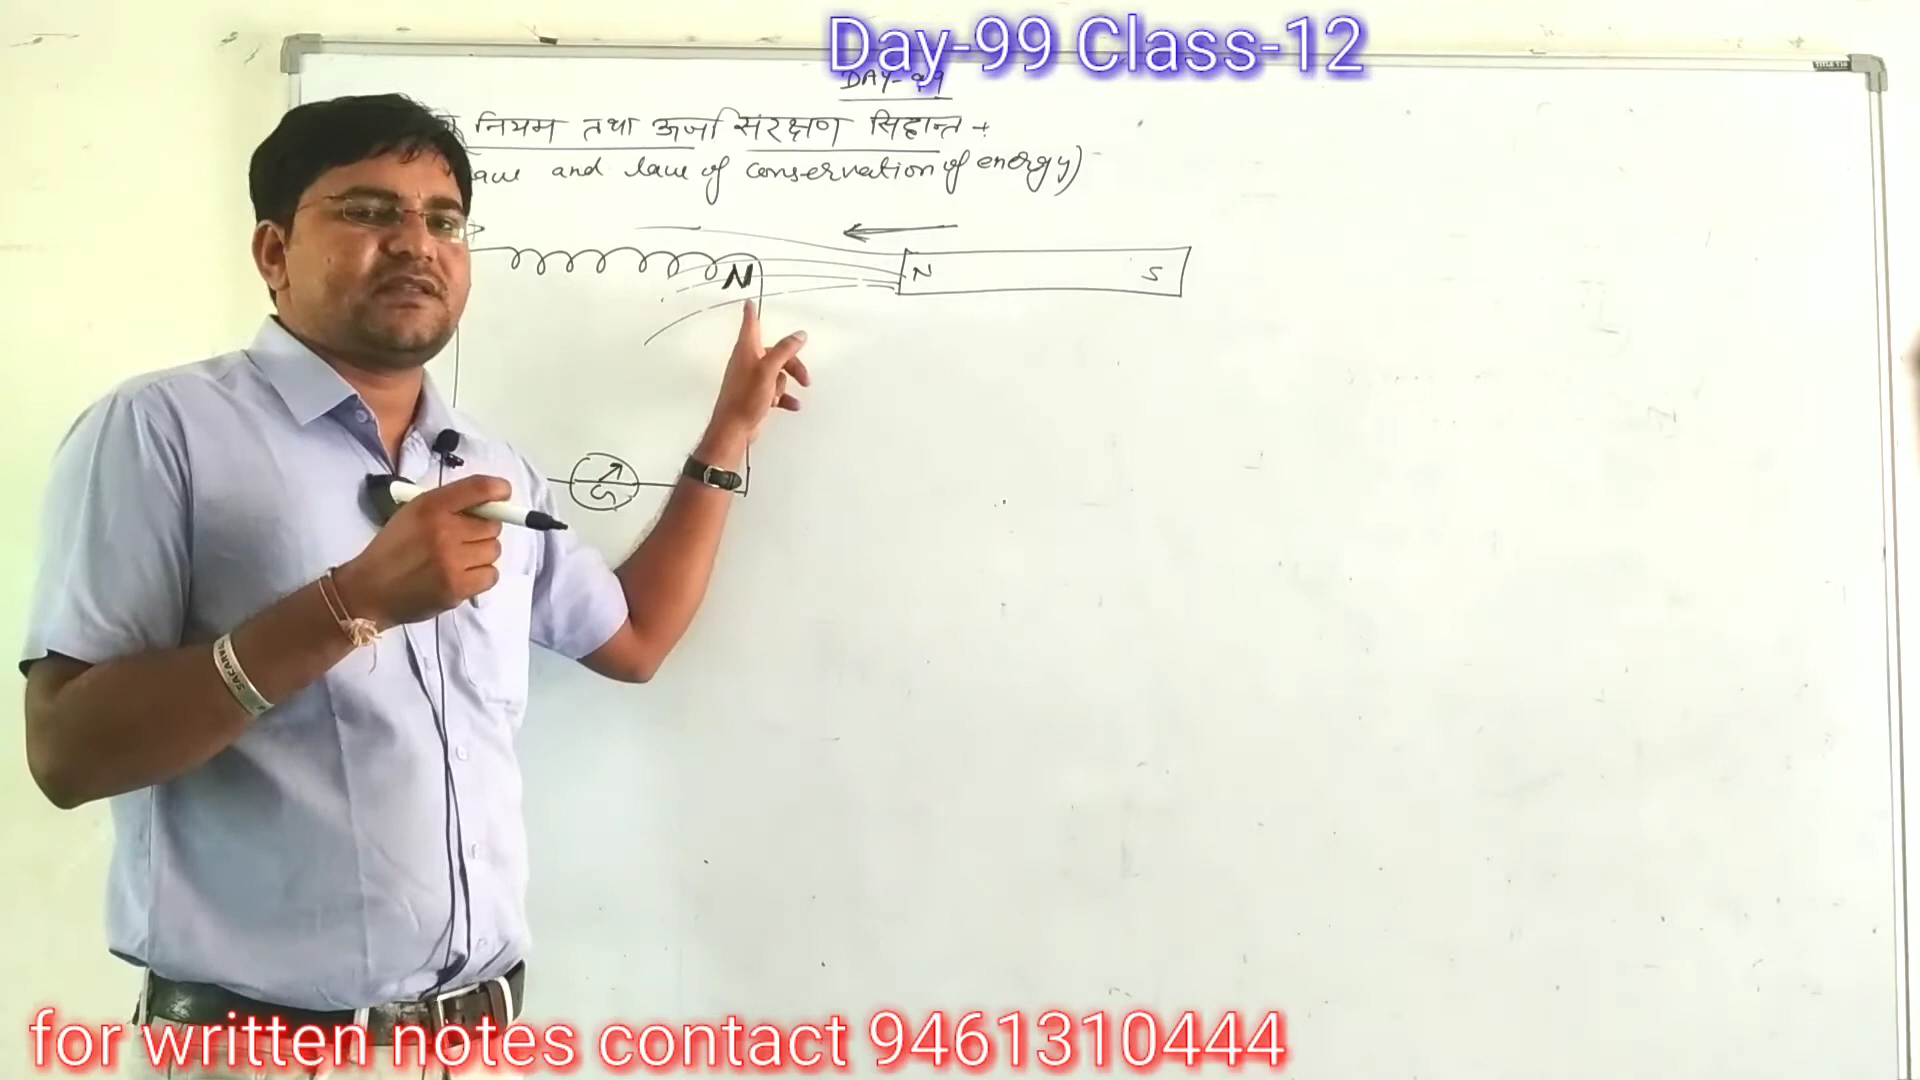 Day-99 Class-12
DAY-99
नियम तथा ऊर्जा संरक्षण सिद्दान्त ÷
and law of conservation of energy)
N
N
S
G
for written notes contact 9461310444